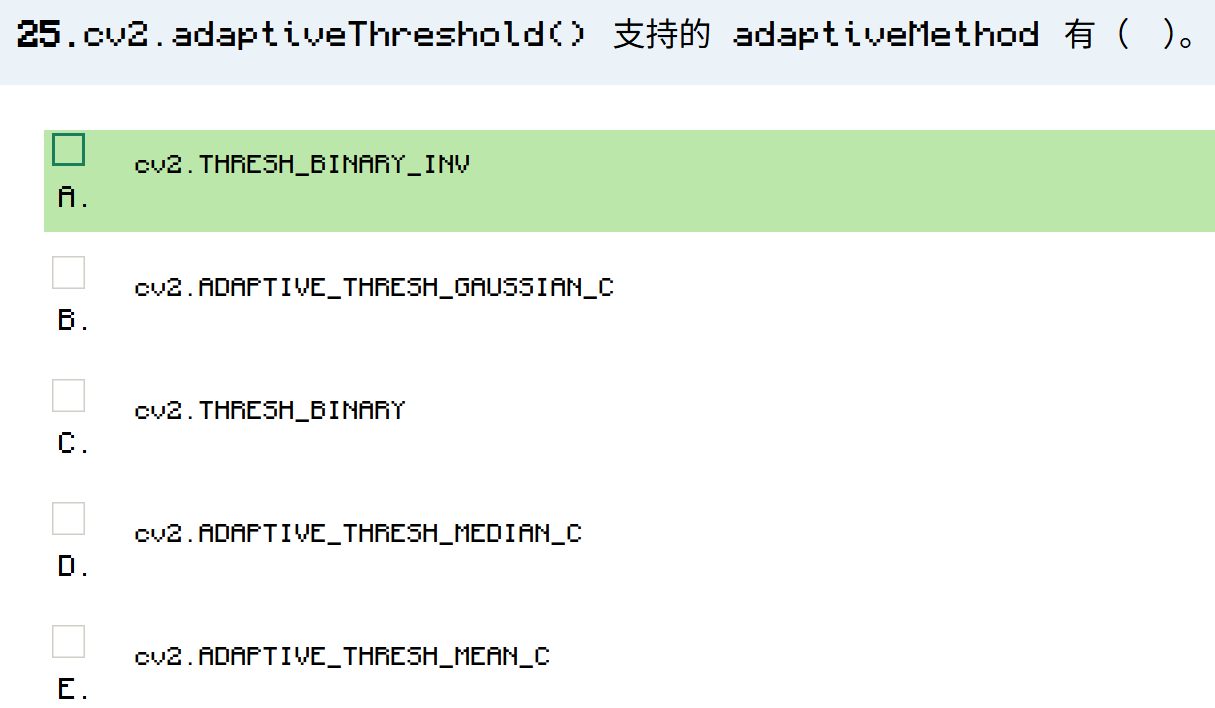 25.cv2.adaptiveThreshold() 支持的 adaptiveMethod 有（ ）。
cv2.THRESH_BINARY_INV
A.
cv2.ADAPTIVE_THRESH_GAUSSIAN_C
B.
cv2.THRESH_BINARY
C.
cv2.ADAPTIVE_THRESH_MEDIAN_C
D.
cv2.ADAPTIVE_THRESH_MEAN_C
E.